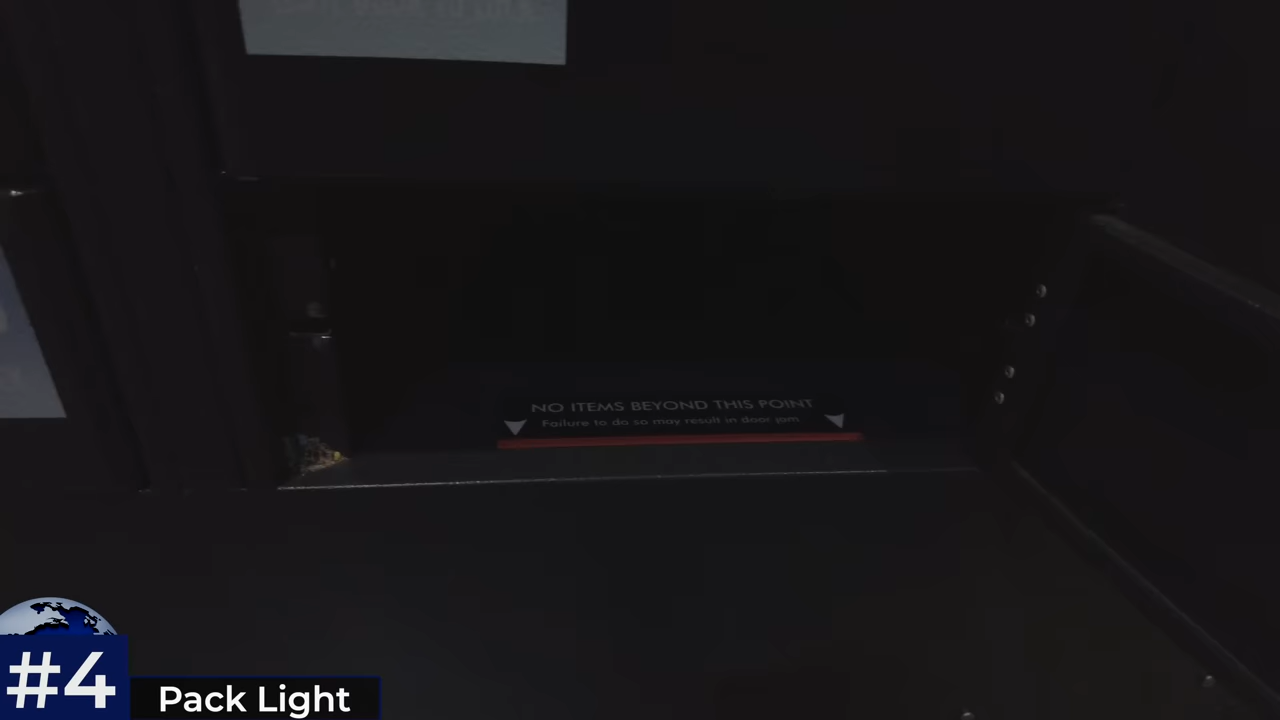 NO ITEMS BEYOND THIS POINT
Failure to do so may result in door jam
#4
Pack Light